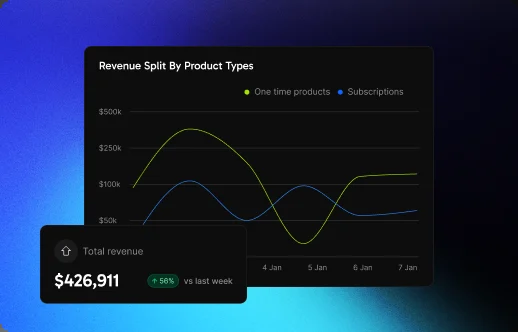 Revenue Split By Product Types
One time products
Subscriptions
$500k
$250k
$100k
$50k
4 Jan
5 Jan
6 Jan
7 Jan
Total revenue
$426,911
56% vs last week